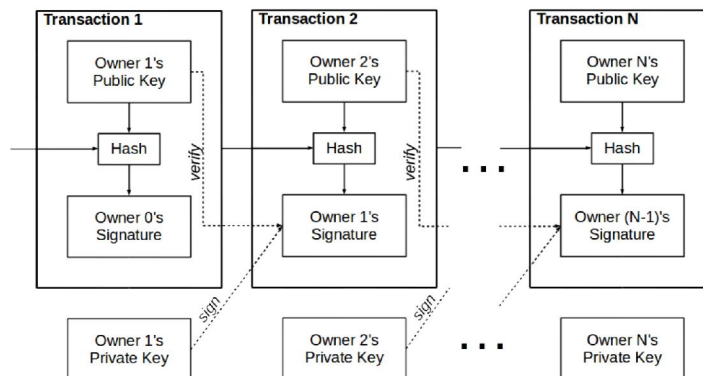 Transaction 1
Owner 1's
Public Key
Hash
verify
Owner 0's
Signature
sign
Owner 1's
Private Key
Transaction 2
Owner 2's
Public Key
Hash
verify
Owner 1's
Signature
sign
Owner 2's
Private Key
. . .
. . .
Transaction N
Owner N's
Public Key
Hash
Owner (N-1)'s
Signature
Owner N's
Private Key